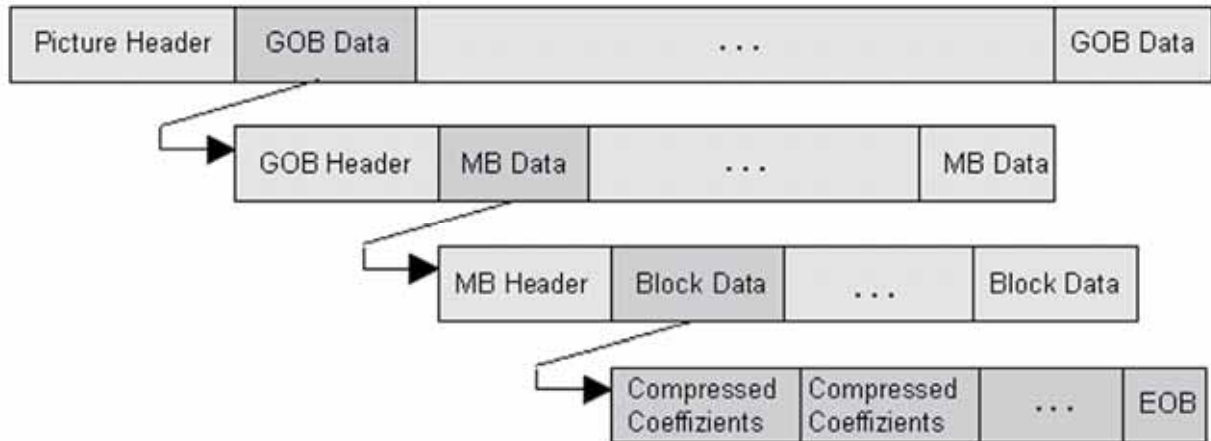 Picture Header GOB Data ... GOB Data
GOB Header MB Data ... MB Data
MB Header Block Data ... Block Data
Compressed Compressed
Coeffizients Coeffizients ... EOB